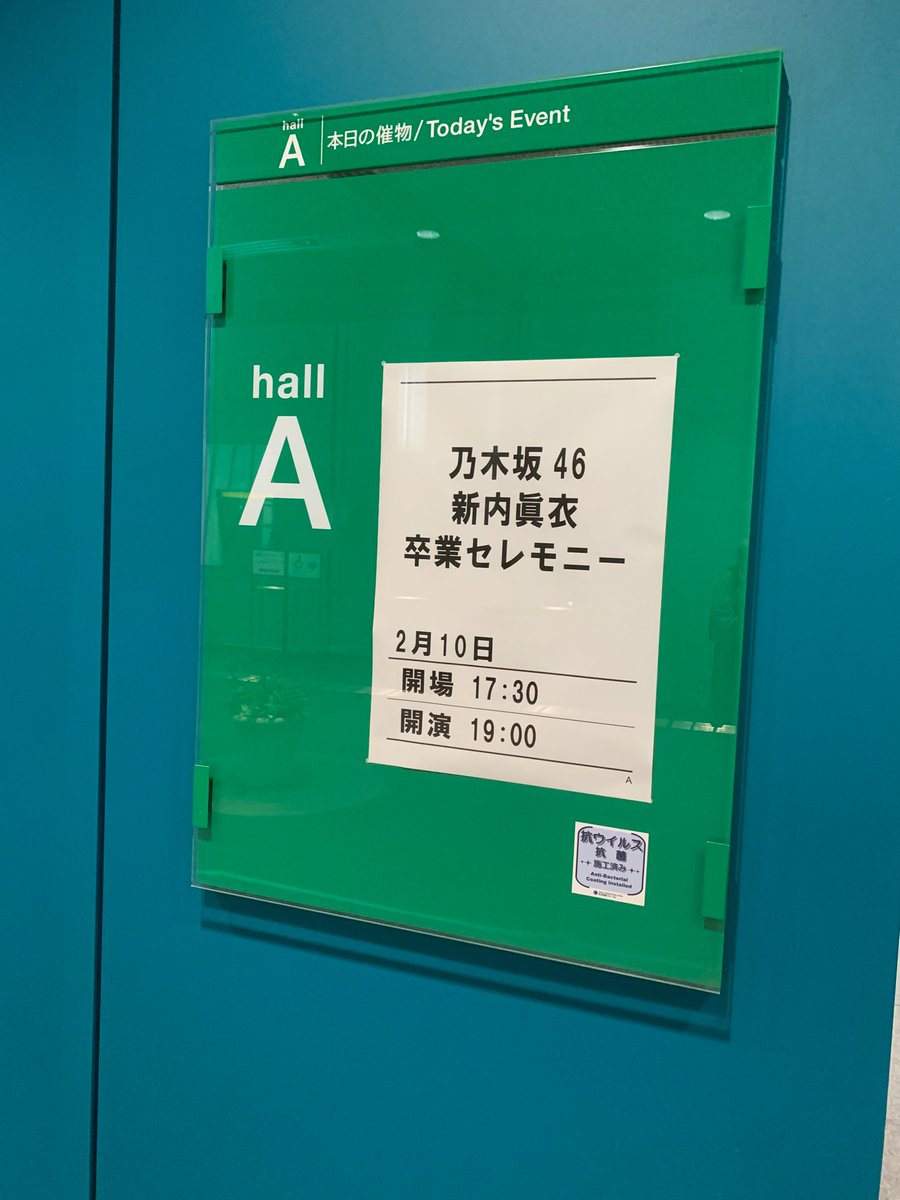 hall
A
本日の催物/Today's Event
hall
A
乃木坂46
新内眞衣
卒業セレモニー
2月10日
開場 17:30
開演 19:00
A
抗ウイルス
抗菌
施工済み
Anti-Bacterial
Coating Installed